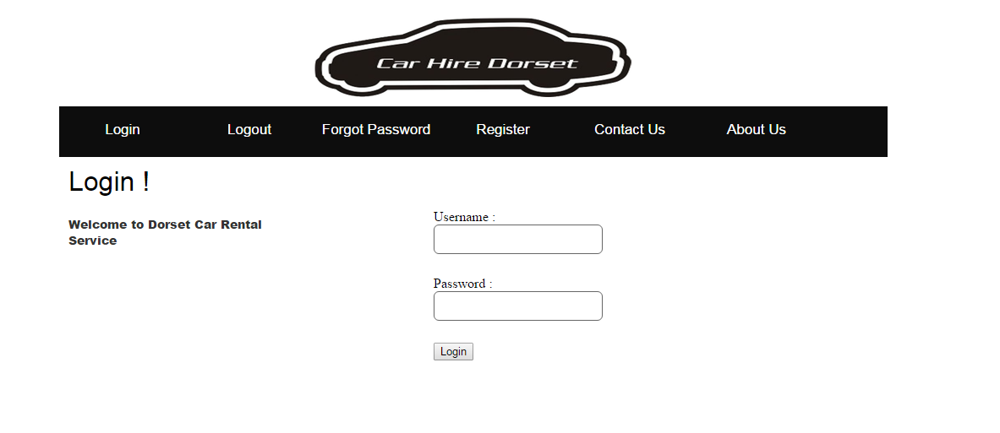 Car Hire Dorset
Login Logout Forgot Password Register Contact Us About Us
Login !
Welcome to Dorset Car Rental
Service
Username :
Password :
Login